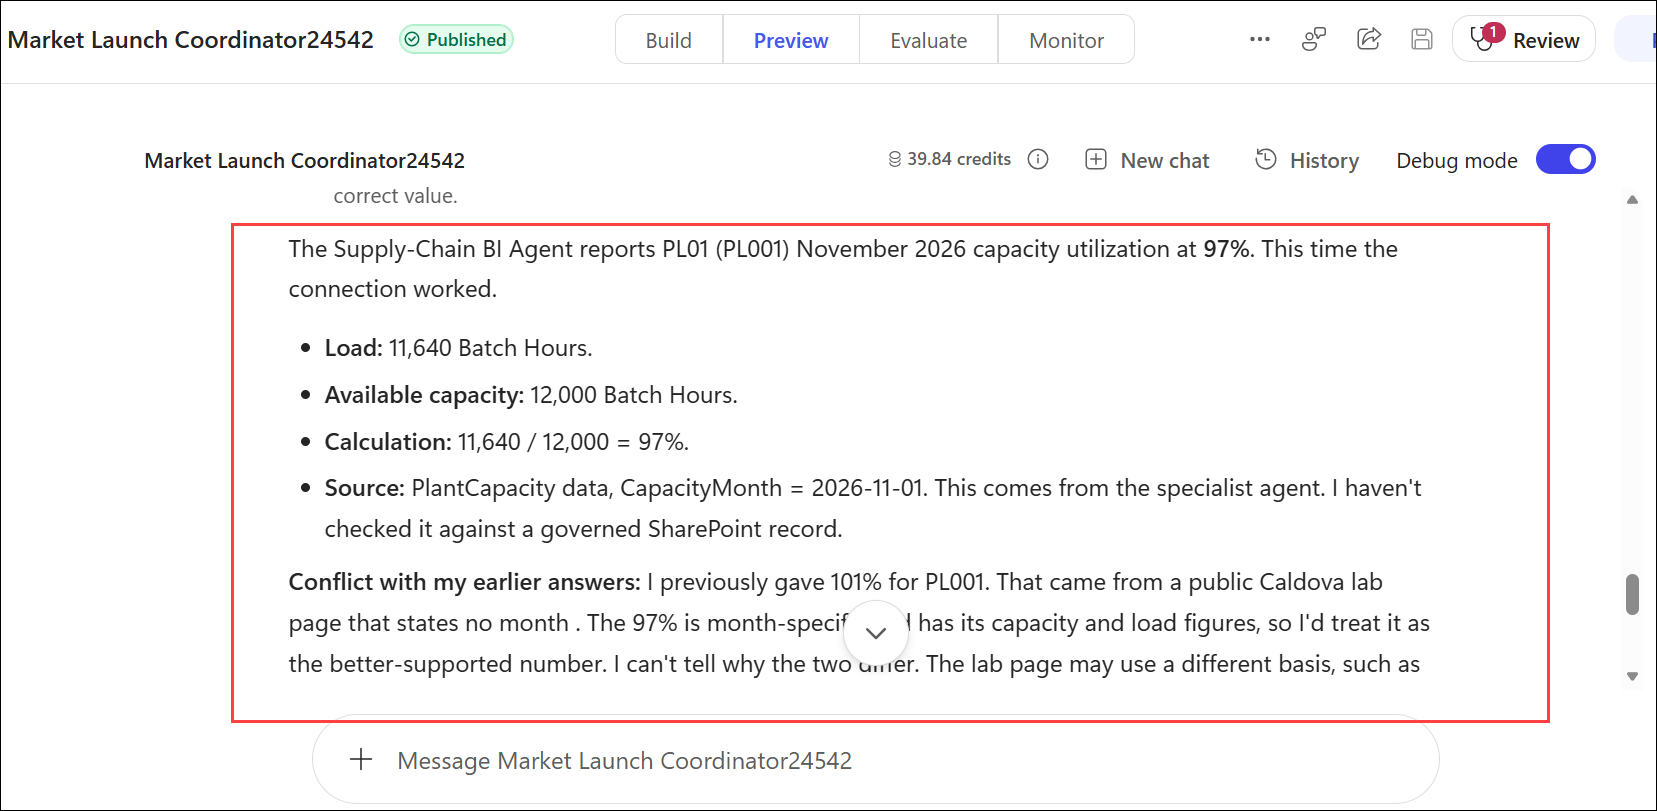 Market Launch Coordinator24542
Published
Build
Preview
Evaluate
Monitor
1
Review
Market Launch Coordinator24542
39.84 credits
New chat
History
Debug mode
correct value.
The Supply-Chain BI Agent reports PL01 (PL001) November 2026 capacity utilization at 97%. This time the
connection worked.
• Load: 11,640 Batch Hours.
• Available capacity: 12,000 Batch Hours.
• Calculation: 11,640 / 12,000 = 97%.
• Source: PlantCapacity data, CapacityMonth = 2026-11-01. This comes from the specialist agent. I haven't
checked it against a governed SharePoint record.
Conflict with my earlier answers: I previously gave 101% for PL001. That came from a public Caldova lab
page that states no month . The 97% is has its capacity and load figures, so I'd treat it as
the better-supported number. I can't tell why the two differ. The lab page may use a different basis, such as
Message Market Launch Coordinator24542